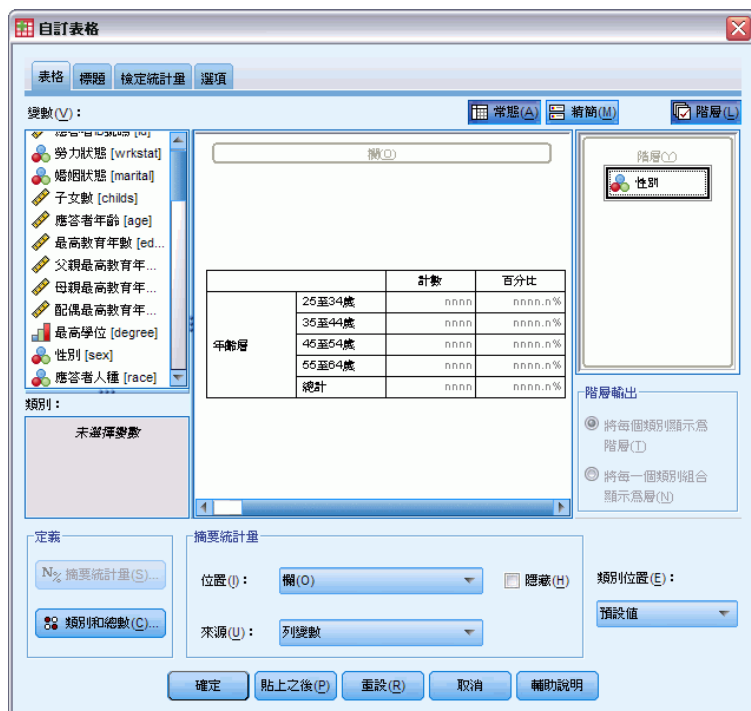 自訂表格
表格 標題 檢定統計量 選項
變數(V)：
常態(A) 精簡(M) 階層(L)
勞力狀態 [wrkstat]
婚姻狀態 [marital]
子女數 [childs]
應答者年齡 [age]
最高教育年數 [ed...
父親最高教育年...
母親最高教育年...
配偶最高教育年...
最高學位 [degree]
性別 [sex]
應答者人種 [race]
類別：
未選擇變數
欄(O)
計數 百分比
年齡層
25至34歲 nnnn nnnn.n%
35至44歲 nnnn nnnn.n%
45至54歲 nnnn nnnn.n%
55至64歲 nnnn nnnn.n%
總計 nnnn nnnn.n%
階層(Y)
性別
階層輸出
將每個類別顯示為
階層(T)
將每一個類別組合
顯示為層(N)
定義
N% 摘要統計量(S)...
類別和總數(C)...
摘要統計量
位置(I)： 欄(O) 隱藏(H)
來源(U)： 列變數
類別位置(E)：
預設值
確定 貼上之後(P) 重設(R) 取消 輔助說明